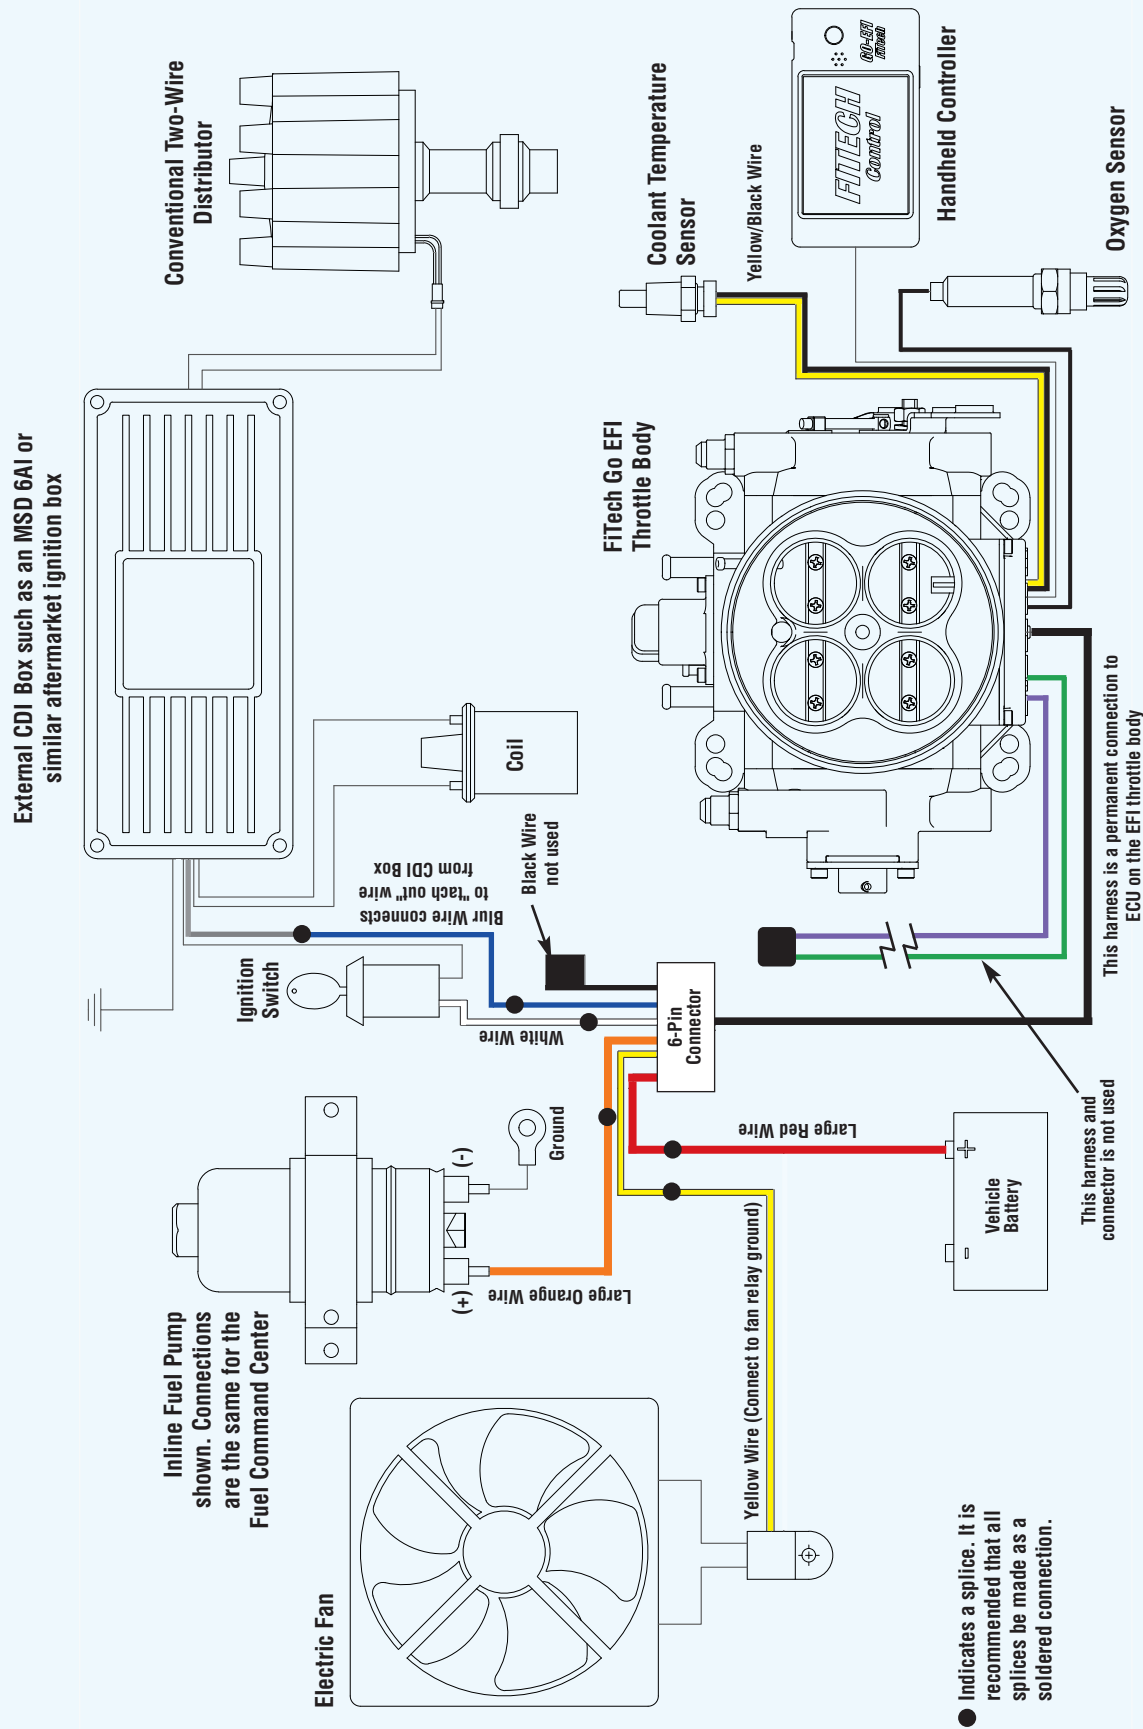 External CDI Box such as an MSD 6Al or
similar aftermarket ignition box
Conventional Two-Wire
Distributor
Coil
Ignition
Switch
Blur Wire connects
to "tach out" wire
from CDI Box
Black Wire
not used
White Wire
6-Pin
Connector
Inline Fuel Pump
shown. Connections
are the same for the
Fuel Command Center
(+)
(-)
Ground
Large Orange Wire
Electric Fan
Yellow Wire (Connect to fan relay ground)
Large Red Wire
Vehicle
Battery
-
+
FiTech Go EFI
Throttle Body
Coolant Temperature
Sensor
Yellow/Black Wire
FITECH
Control
GO-EFI
FiTech
Handheld Controller
Oxygen Sensor
This harness is a permanent connection to
ECU on the EFI throttle body
This harness and
connector is not used
Indicates a splice. It is
recommended that all
splices be made as a
soldered connection.